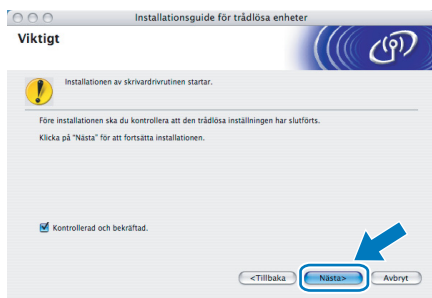 Installationsguide för trådlösa enheter
Viktigt
Installationen av skrivardrivrutinen startar.
Före installationen ska du kontrollera att den trådlösa inställningen har slutförts.
Klicka på "Nästa" för att fortsätta installationen.
Kontrollerad och bekräftad.
<Tillbaka Nästa> Avbryt